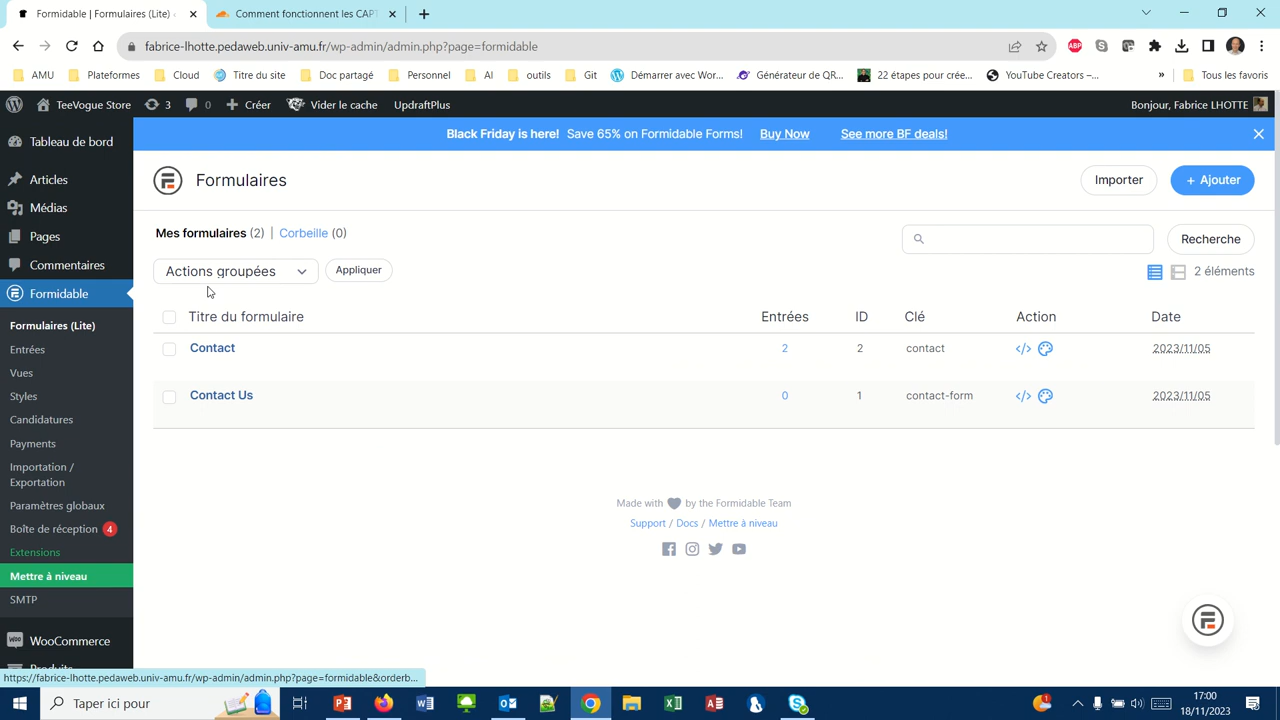 Formidable | Formulaires (Lite) ‹
Comment fonctionnent les CAPT
fabrice-lhotte.pedaweb.univ-amu.fr/wp-admin/admin.php?page=formidable
ABP
AMU Plateformes Cloud Titre du site Doc partagé Personnel AI outils Git Démarrer avec Wor... Générateur de QR... 22 étapes pour crée... YouTube Creators –... » Tous les favoris
TeeVogue Store 3 0 Créer Vider le cache UpdraftPlus Bonjour, Fabrice LHOTTE
Black Friday is here! Save 65% on Formidable Forms! Buy Now See more BF deals!
Tableau de bord
Articles
Médias
Pages
Commentaires
Formidable
Formulaires (Lite)
Entrées
Vues
Styles
Candidatures
Payments
Importation /
Exportation
Paramètres globaux
Boîte de réception 4
Extensions
Mettre à niveau
SMTP
WooCommerce
Produits
Formulaires
Importer
+ Ajouter
Mes formulaires (2) | Corbeille (0)
Recherche
Actions groupées
Appliquer
2 éléments
Titre du formulaire Entrées ID Clé Action Date
Contact 2 2 contact </> 2023/11/05
Contact Us 0 1 contact-form </> 2023/11/05
Made with by the Formidable Team
Support / Docs / Mettre à niveau
https://fabrice-lhotte.pedaweb.univ-amu.fr/wp-admin/admin.php?page=formidable&orderb...
Taper ici pour
17:00
18/11/2023